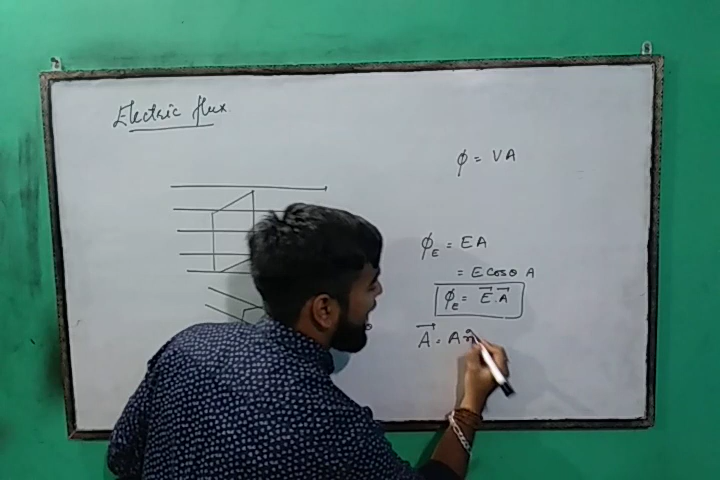 Electric flux
ϕ = VA
ϕ_E = EA
= E cosθ A
ϕ_E = E⃗.A⃗
A⃗ = A n̂